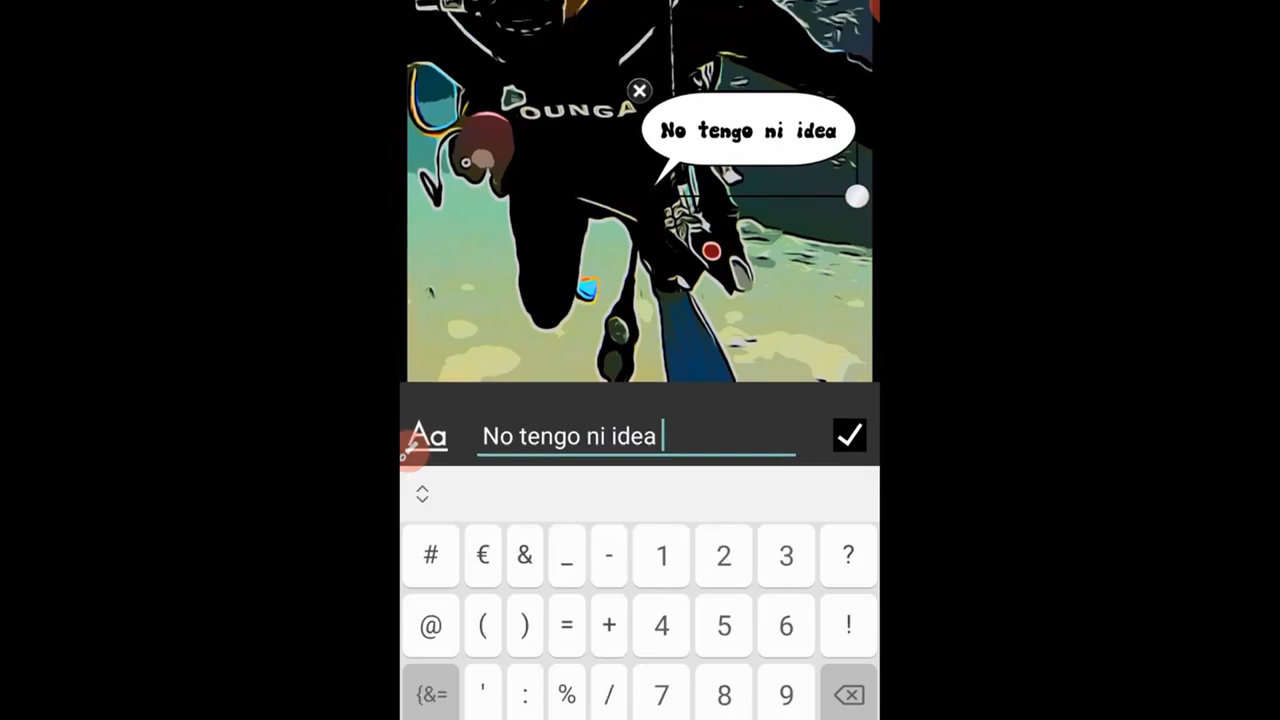 OUNGA
No tengo ni idea
Aa
No tengo ni idea
# € & _ - 1 2 3 ?
@ ( ) = + 4 5 6 !
{&= ' : % / 7 8 9